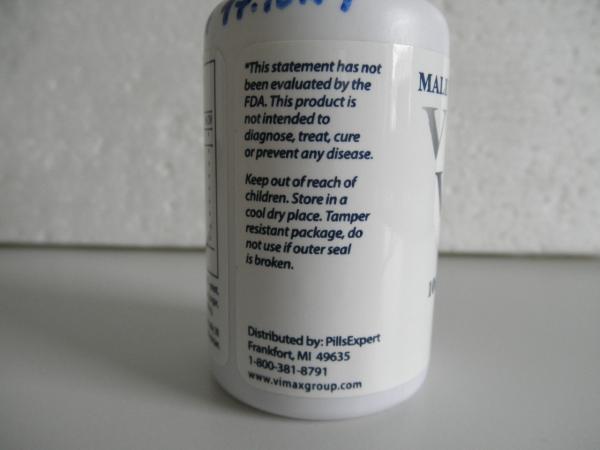 *This statement has not
been evaluated by the
FDA. This product is
not intended to
diagnose, treat, cure
or prevent any disease.
Keep out of reach of
children. Store in a
cool dry place. Tamper
resistant package, do
not use if outer seal
is broken.
Distributed by: PillsExpert
Frankfort, MI 49635
1-800-381-8791
www.vimaxgroup.com
MAL
V